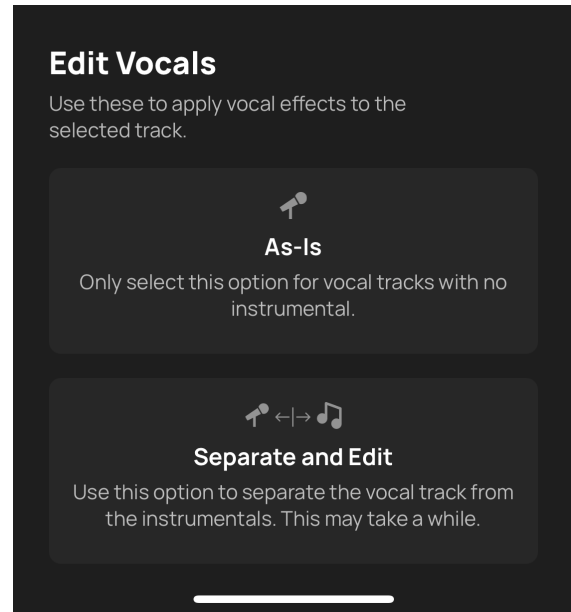 Edit Vocals
Use these to apply vocal effects to the
selected track.
As-Is
Only select this option for vocal tracks with no
instrumental.
Separate and Edit
Use this option to separate the vocal track from
the instrumentals. This may take a while.